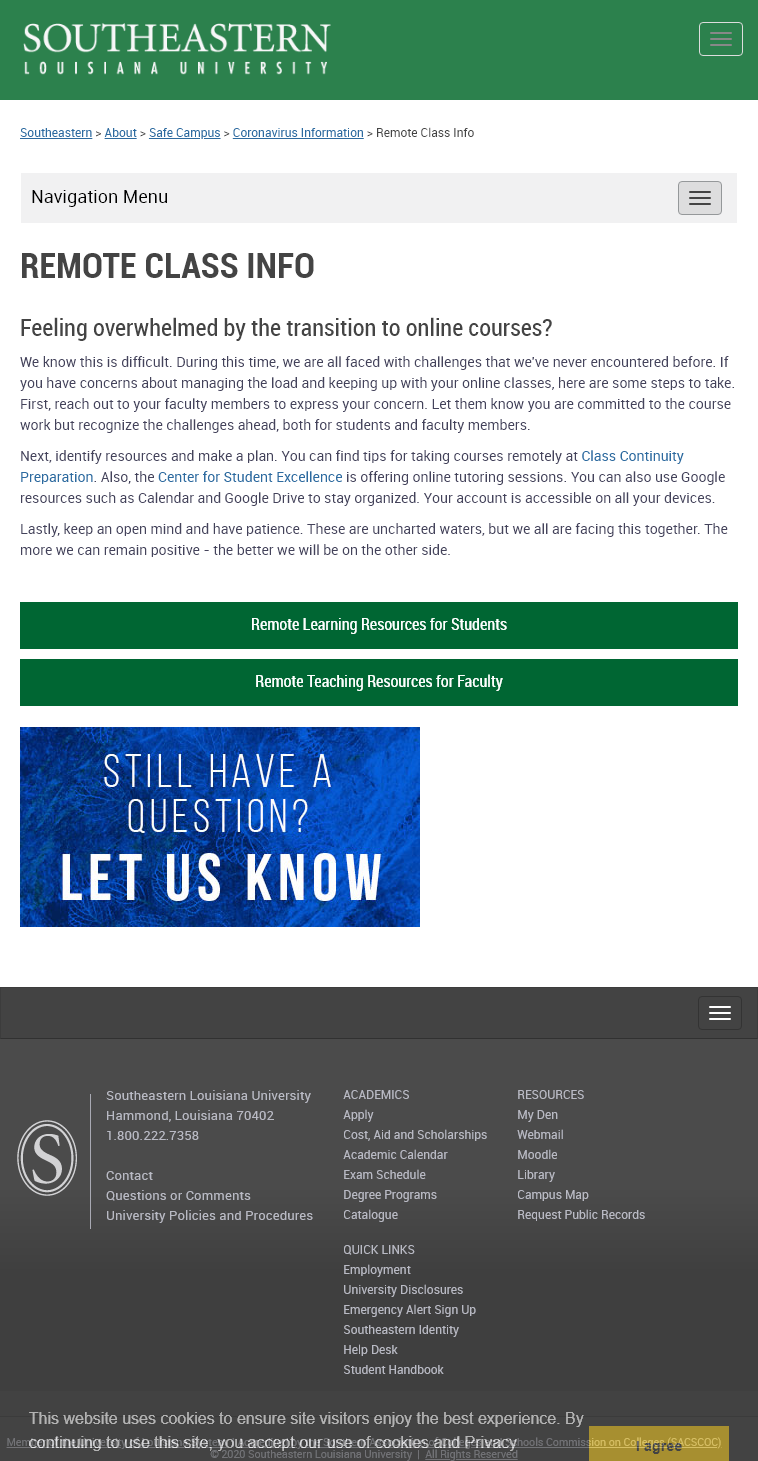 SOUTHEASTERN
LOUISIANA UNIVERSITY
Southeastern > About > Safe Campus > Coronavirus Information > Remote Class Info
Navigation Menu
REMOTE CLASS INFO
Feeling overwhelmed by the transition to online courses?
We know this is difficult. During this time, we are all faced with challenges that we've never encountered before. If
you have concerns about managing the load and keeping up with your online classes, here are some steps to take.
First, reach out to your faculty members to express your concern. Let them know you are committed to the course
work but recognize the challenges ahead, both for students and faculty members.
Next, identify resources and make a plan. You can find tips for taking courses remotely at Class Continuity
Preparation. Also, the Center for Student Excellence is offering online tutoring sessions. You can also use Google
resources such as Calendar and Google Drive to stay organized. Your account is accessible on all your devices.
Lastly, keep an open mind and have patience. These are uncharted waters, but we all are facing this together. The
more we can remain positive - the better we will be on the other side.
Remote Learning Resources for Students
Remote Teaching Resources for Faculty
STILL HAVE A
QUESTION?
LET US KNOW
Southeastern Louisiana University
Hammond, Louisiana 70402
1.800.222.7358
Contact
Questions or Comments
University Policies and Procedures
ACADEMICS
Apply
Cost, Aid and Scholarships
Academic Calendar
Exam Schedule
Degree Programs
Catalogue
QUICK LINKS
Employment
University Disclosures
Emergency Alert Sign Up
Southeastern Identity
Help Desk
Student Handbook
RESOURCES
My Den
Webmail
Moodle
Library
Campus Map
Request Public Records
This website uses cookies to ensure site visitors enjoy the best experience. By
continuing to use this site, you accept our use of cookies and Privacy
I agree
Schools Commission on Colleges (SACSCOC)
© 2020 Southeastern Louisiana University | All Rights Reserved